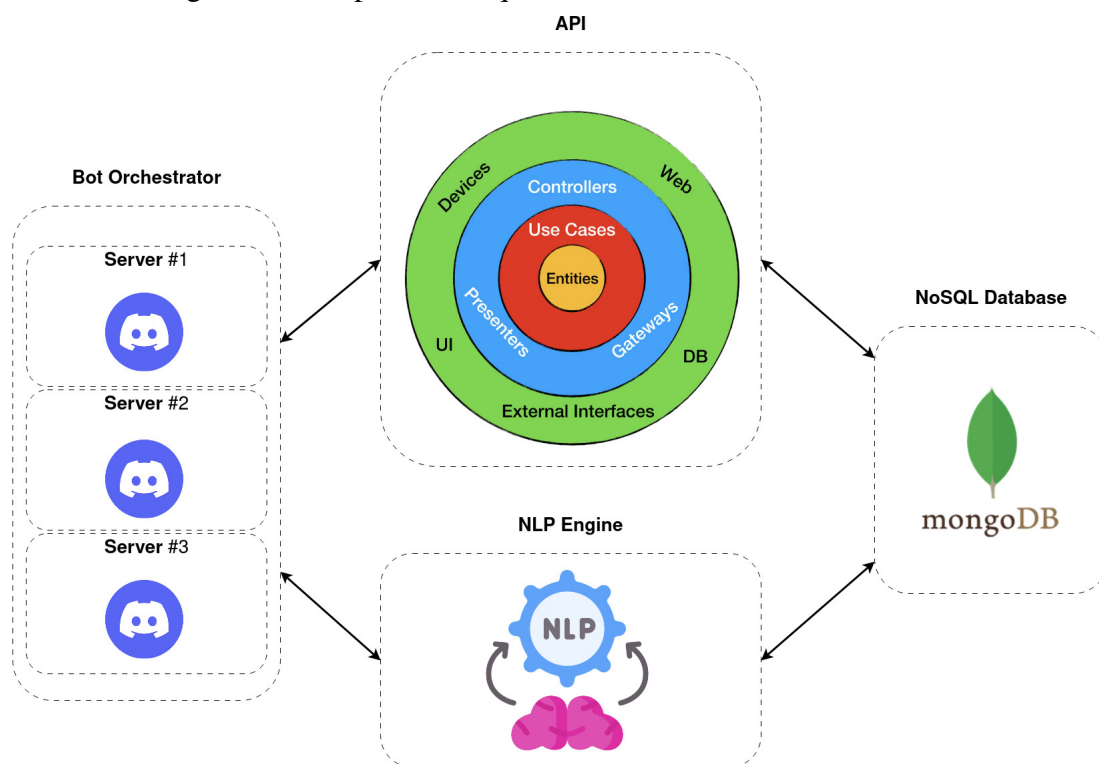 API
Bot Orchestrator
Server #1
Server #2
Server #3
Devices
Web
Controllers
Use Cases
Entities
Presenters
Gateways
UI
DB
External Interfaces
NoSQL Database
mongoDB
NLP Engine
NLP